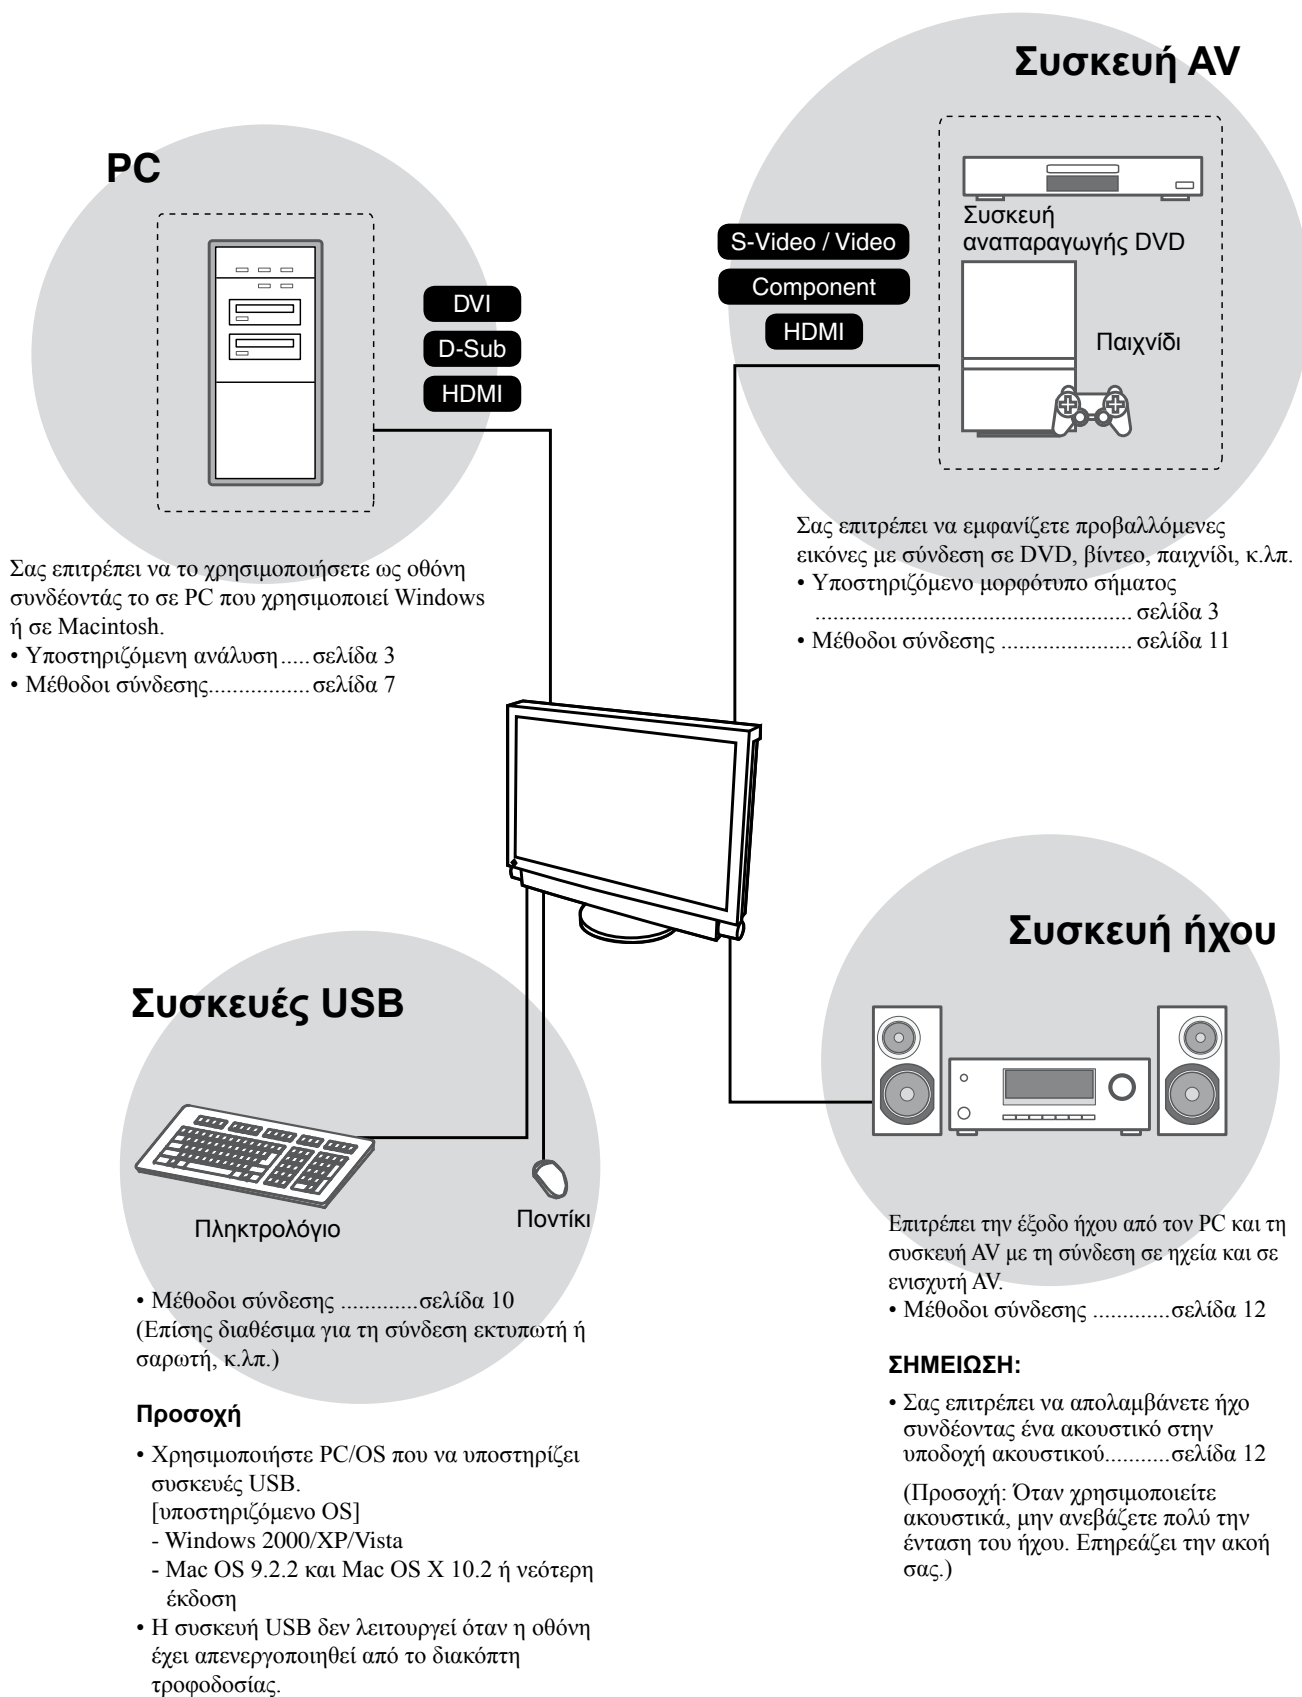 PC
DVI
D-Sub
HDMI
Σας επιτρέπει να το χρησιμοποιήσετε ως οθόνη
συνδέοντάς το σε PC που χρησιμοποιεί Windows
ή σε Macintosh.
• Υποστηριζόμενη ανάλυση.....σελίδα 3
• Μέθοδοι σύνδεσης.................σελίδα 7
Συσκευή AV
S-Video / Video
Component
HDMI
Συσκευή
αναπαραγωγής DVD
Παιχνίδι
Σας επιτρέπει να εμφανίζετε προβαλλόμενες
εικόνες με σύνδεση σε DVD, βίντεο, παιχνίδι, κ.λπ.
• Υποστηριζόμενο μορφότυπο σήματος
..................................................... σελίδα 3
• Μέθοδοι σύνδεσης ...................... σελίδα 11
Συσκευές USB
Πληκτρολόγιο
Ποντίκι
• Μέθοδοι σύνδεσης .............σελίδα 10
(Επίσης διαθέσιμα για τη σύνδεση εκτυπωτή ή
σαρωτή, κ.λπ.)
Προσοχή
• Χρησιμοποιήστε PC/OS που να υποστηρίζει
συσκευές USB.
[υποστηριζόμενο OS]
- Windows 2000/XP/Vista
- Mac OS 9.2.2 και Mac OS X 10.2 ή νεότερη
έκδοση
• Η συσκευή USB δεν λειτουργεί όταν η οθόνη
έχει απενεργοποιηθεί από το διακόπτη
τροφοδοσίας.
Συσκευή ήχου
Επιτρέπει την έξοδο ήχου από τον PC και τη
συσκευή AV με τη σύνδεση σε ηχεία και σε
ενισχυτή AV.
• Μέθοδοι σύνδεσης .............σελίδα 12
ΣΗΜΕΙΩΣΗ:
• Σας επιτρέπει να απολαμβάνετε ήχο
συνδέοντας ένα ακουστικό στην
υποδοχή ακουστικού...........σελίδα 12
(Προσοχή: Όταν χρησιμοποιείτε
ακουστικά, μην ανεβάζετε πολύ την
ένταση του ήχου. Επηρεάζει την ακοή
σας.)